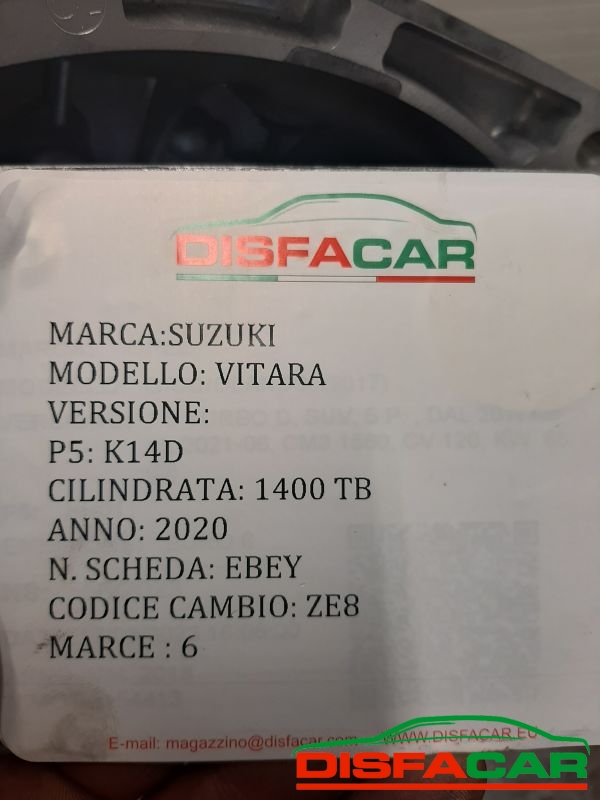 DISFACAR
MARCA:SUZUKI
MODELLO: VITARA
VERSIONE:
P5: K14D
CILINDRATA: 1400 TB
ANNO: 2020
N. SCHEDA: EBEY
CODICE CAMBIO: ZE8
MARCE : 6
E-mail: magazzino@disfacar.com WWW.DISFACAR.EU
DISFACAR